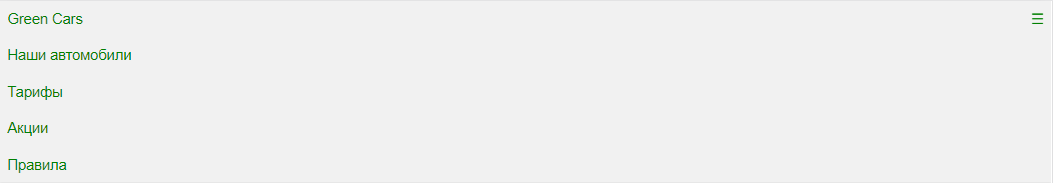 Green Cars ☰
Наши автомобили
Тарифы
Акции
Правила